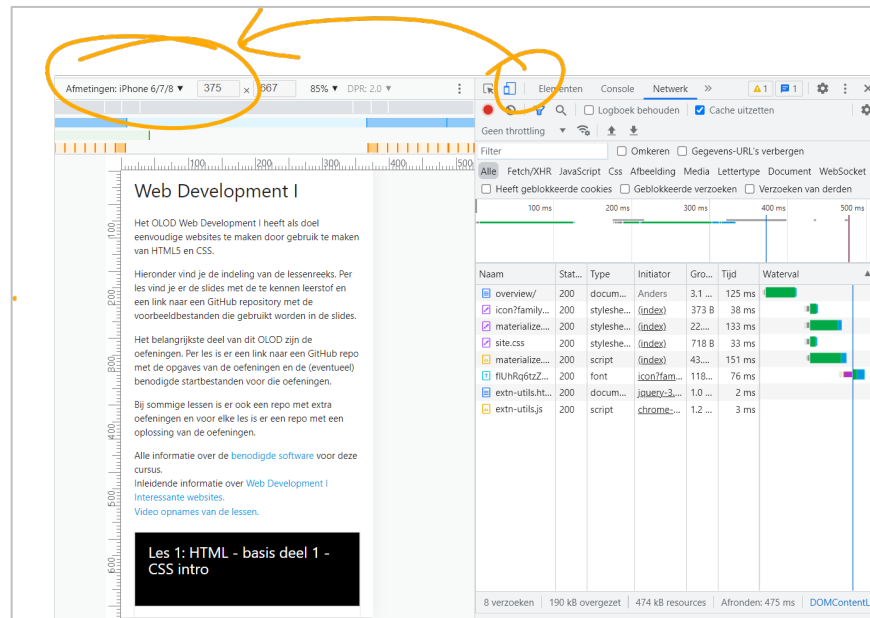 Afmetingen: iPhone 6/7/8 ▼ 375 × 667 85% ▼ DPR: 2.0 ▼
Elementen Console Netwerk » 1 1
Logboek behouden Cache uitzetten
Geen throttling ▼
Filter Omkeren Gegevens-URL's verbergen
Alle Fetch/XHR JavaScript Css Afbeelding Media Lettertype Document WebSocket
Heeft geblokkeerde cookies Geblokkeerde verzoeken Verzoeken van derden
100 ms 200 ms 300 ms 400 ms 500 ms
Naam Stat... Type Initiator Gro... Tijd Waterval
overview/ 200 docum... Anders 3.1 ... 125 ms
icon?family... 200 styleshe... (index) 373 B 38 ms
materialize.... 200 styleshe... (index) 22.... 133 ms
site.css 200 styleshe... (index) 718 B 33 ms
materialize.... 200 script (index) 43.... 151 ms
200 font icon?fam... 118... 76 ms
extn-utils.ht... 200 docum... jquery-3.... 1.0 ... 2 ms
extn-utils.js 200 script chrome-... 1.2 ... 3 ms
8 verzoeken 190 kB overgezet 474 kB resources Afronden: 475 ms DOMContentL
100 200 300 400 500
100
200
300
400
500
600
Web Development I
Het OLOD Web Development I heeft als doel
eenvoudige websites te maken door gebruik te maken
van HTML5 en CSS.
Hieronder vind je de indeling van de lessenreeks. Per
les vind je er de slides met de te kennen leerstof en
een link naar een GitHub repository met de
voorbeeldbestanden die gebruikt worden in de slides.
Het belangrijkste deel van dit OLOD zijn de
oefeningen. Per les is er een link naar een GitHub repo
met de opgaves van de oefeningen en de (eventueel)
benodigde startbestanden voor die oefeningen.
Bij sommige lessen is er ook een repo met extra
oefeningen en voor elke les is er een repo met een
oplossing van de oefeningen.
Alle informatie over de benodigde software voor deze
cursus.
Inleidende informatie over Web Development I
Interessante websites.
Video opnames van de lessen.
Les 1: HTML - basis deel 1 -
CSS intro